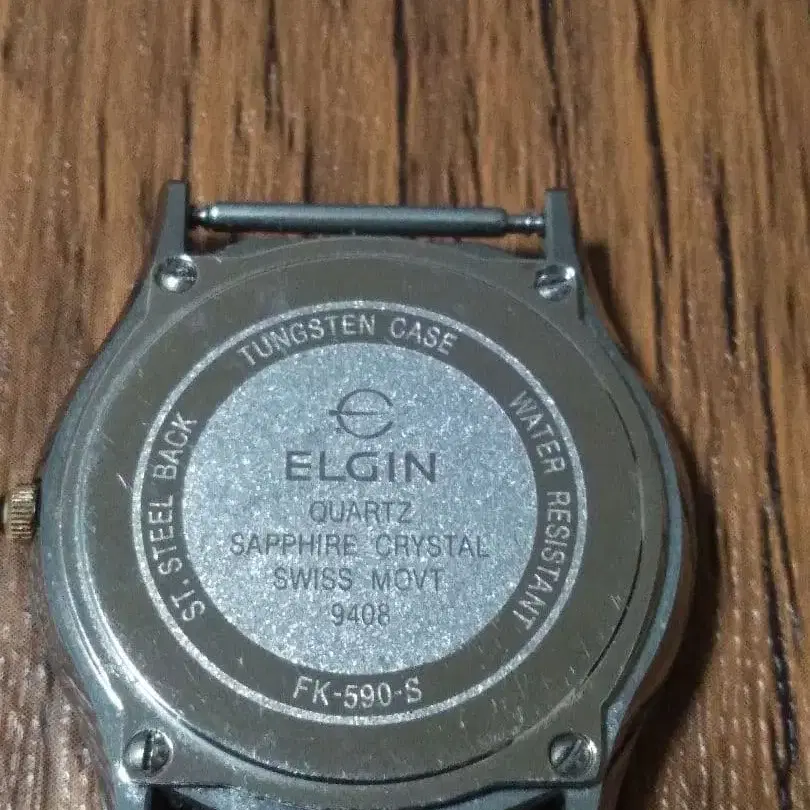 TUNGSTEN CASE
WATER RESISTANT
ST. STEEL BACK
ELGIN
QUARTZ
SAPPHIRE CRYSTAL
SWISS MOVT
9408
FK-590-S